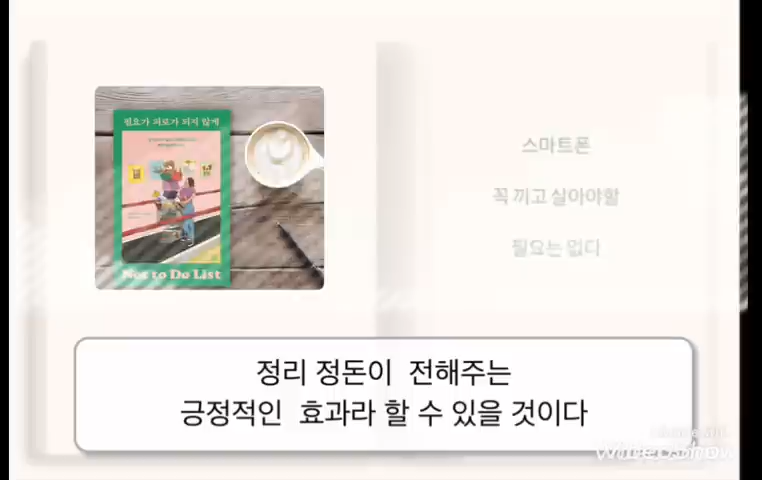 필요가 피로가 되지 않게
Not to Do List
스마트폰
꼭 끼고 살아야할
필요는 없다
정리 정돈이 전해주는
긍정적인 효과라 할 수 있을 것이다
VideoShow